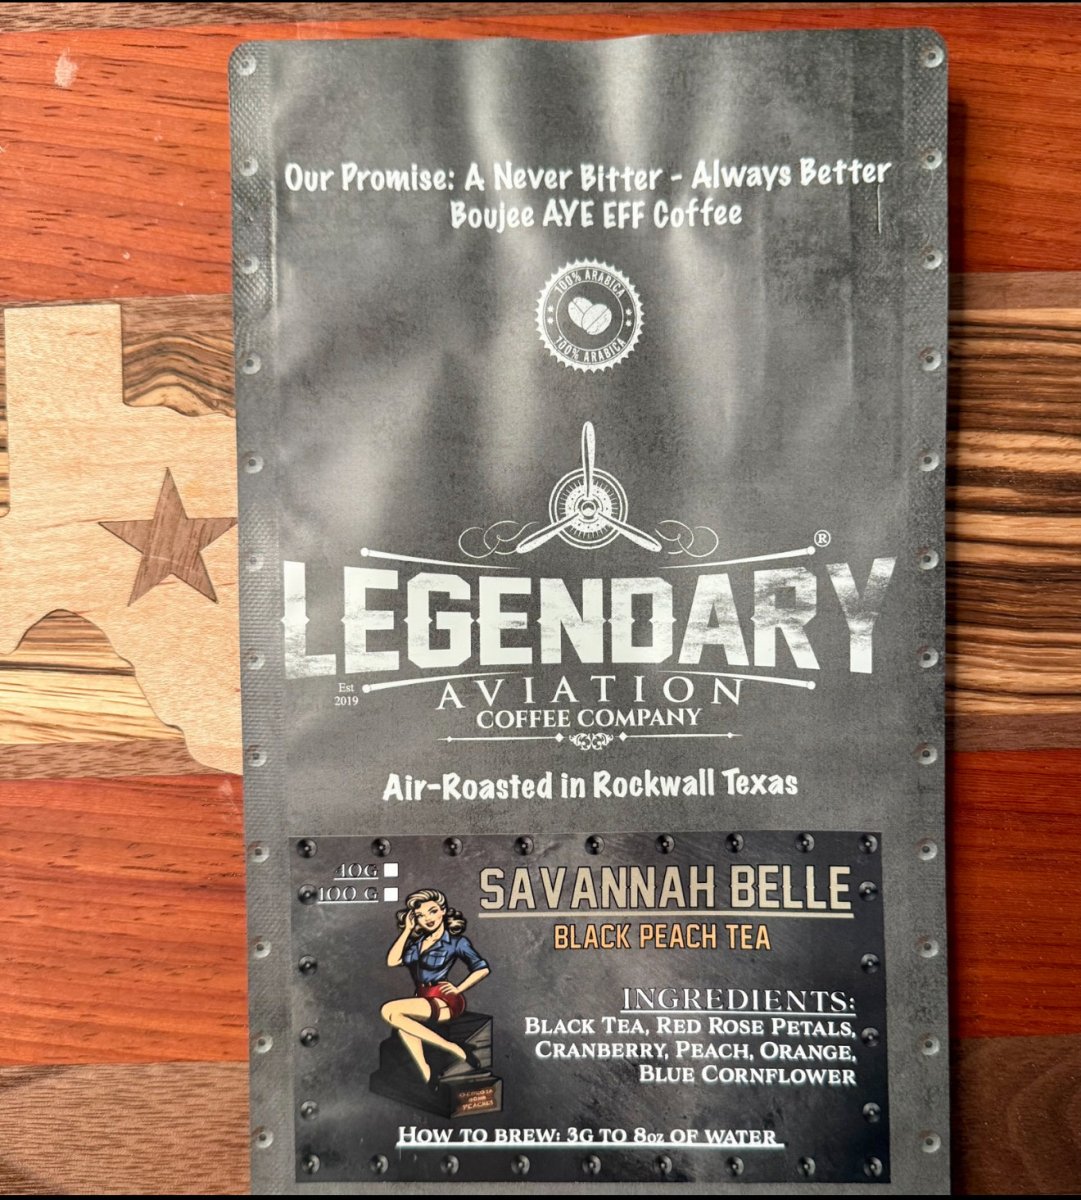 Our Promise: A Never Bitter - Always Better
Boujee AYE EFF Coffee
100% ARABICA
100% ARABICA
®
LEGENDARY
Est
2019
AVIATION
COFFEE COMPANY
Air-Roasted in Rockwall Texas
40G
100 G
SAVANNAH BELLE
BLACK PEACH TEA
INGREDIENTS:
BLACK TEA, RED ROSE PETALS,
CRANBERRY, PEACH, ORANGE,
BLUE CORNFLOWER
PEACHES
HOW TO BREW: 3G TO 8oz OF WATER